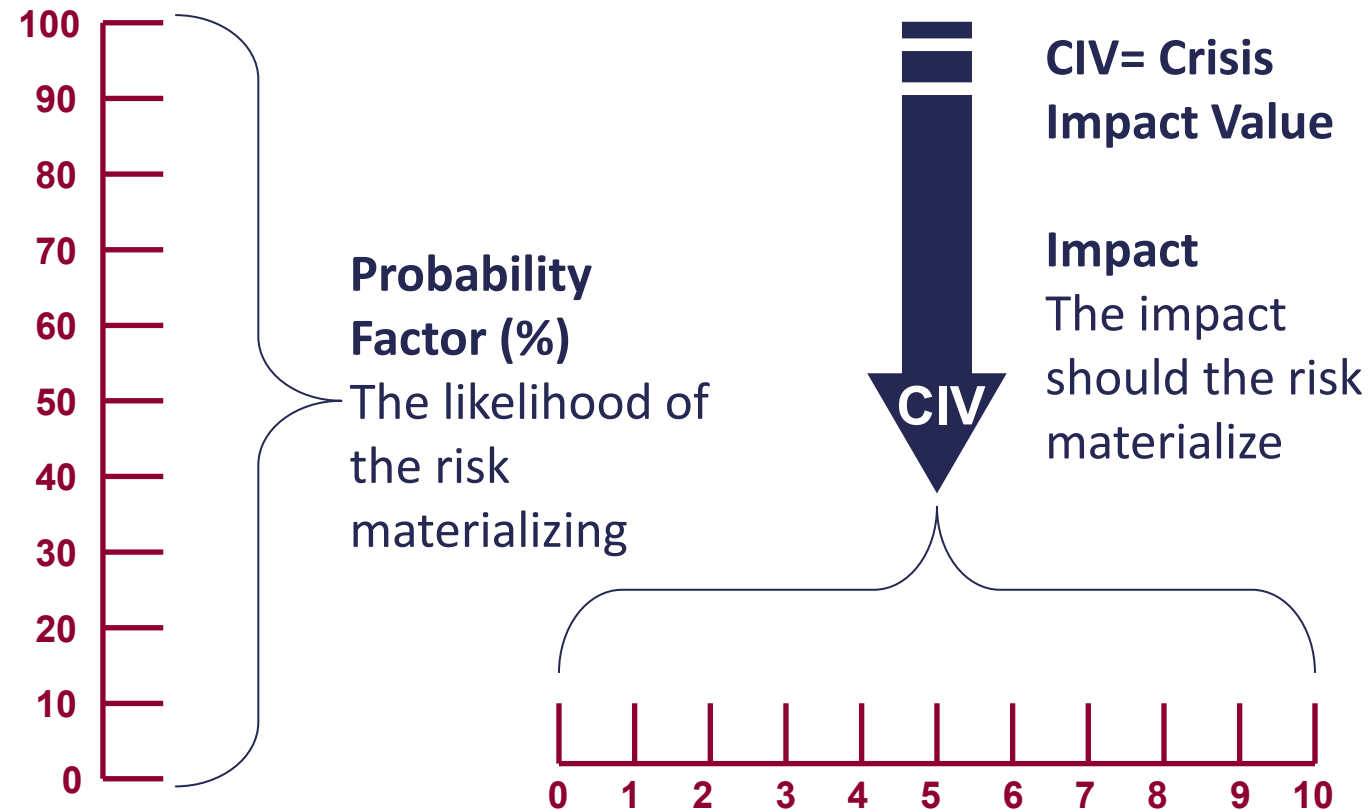 100
90
80
70
60
50
40
30
20
10
0
Probability
Factor (%)
The likelihood of
the risk
materializing
CIV
CIV= Crisis
Impact Value
Impact
The impact
should the risk
materialize
0 1 2 3 4 5 6 7 8 9 10